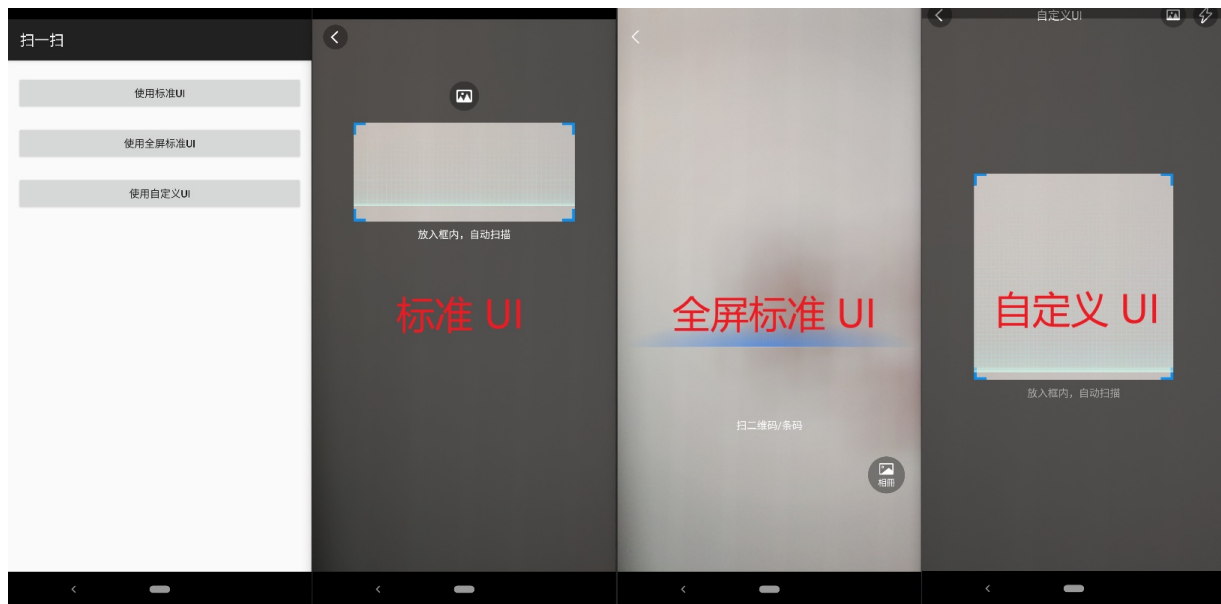 扫一扫
使用标准UI
使用全屏标准UI
使用自定义UI
放入框内，自动扫描
标准 UI
全屏标准 UI
扫二维码/条码
相册
自定义UI
自定义 UI
放入框内，自动扫描